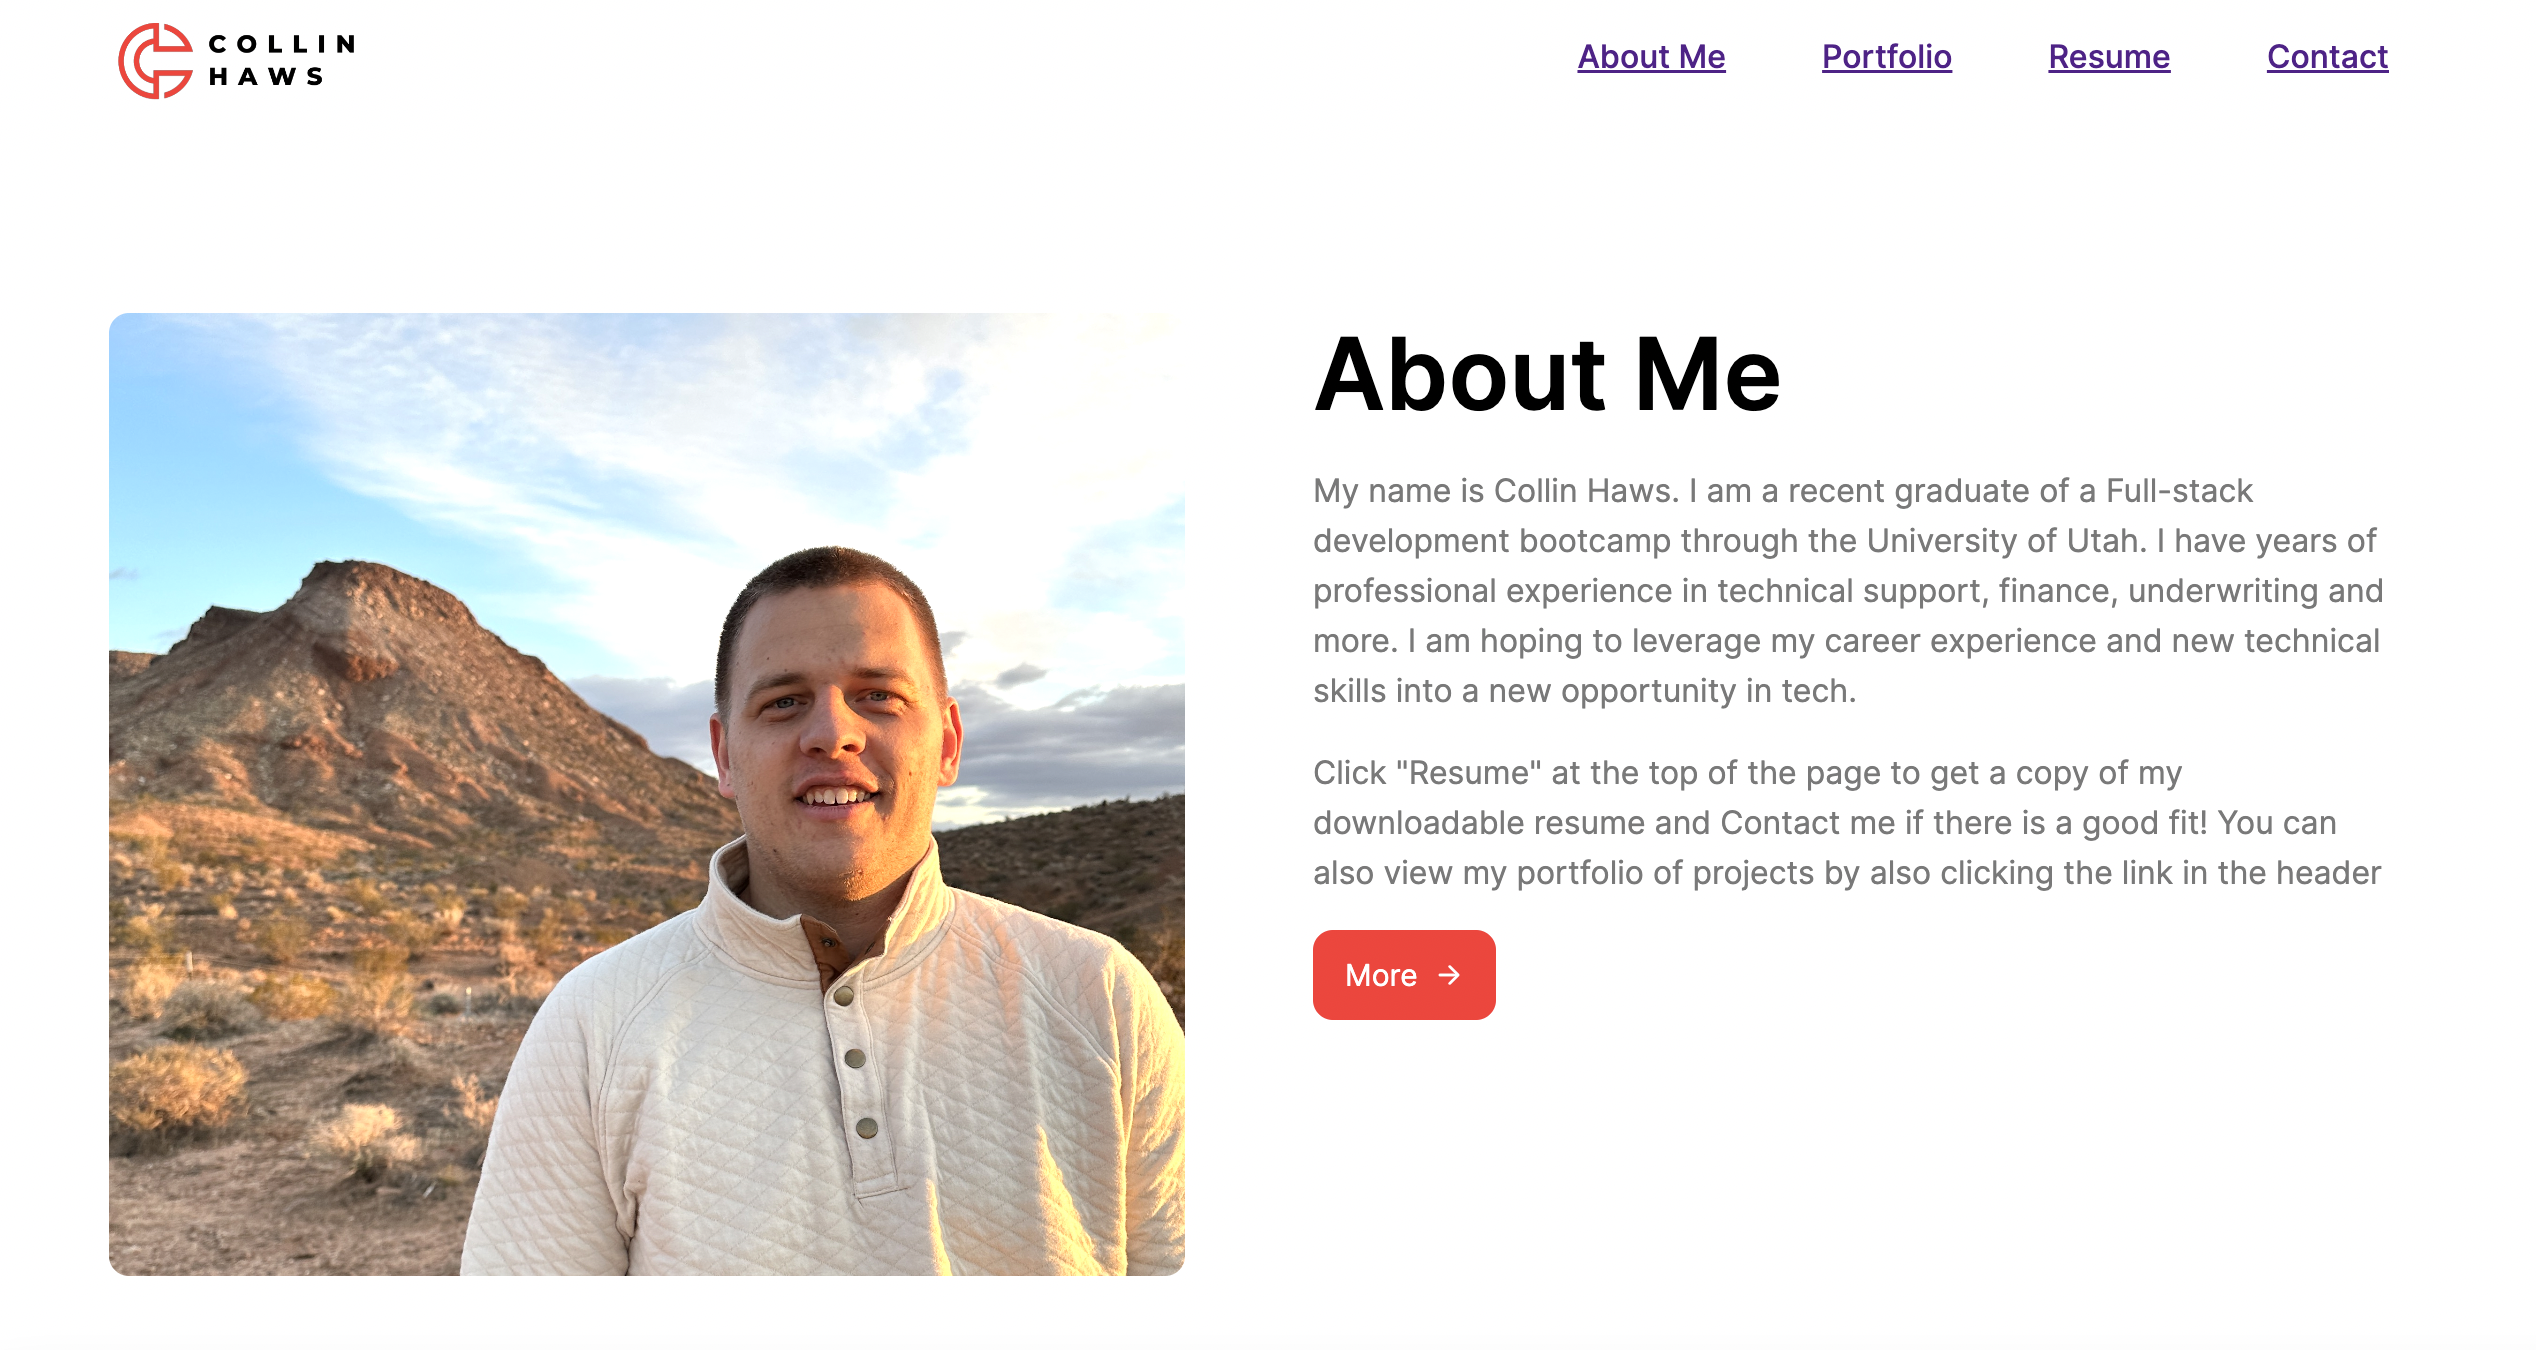 COLLIN
HAWS
About Me
Portfolio
Resume
Contact
About Me
My name is Collin Haws. I am a recent graduate of a Full-stack
development bootcamp through the University of Utah. I have years of
professional experience in technical support, finance, underwriting and
more. I am hoping to leverage my career experience and new technical
skills into a new opportunity in tech.
Click "Resume" at the top of the page to get a copy of my
downloadable resume and Contact me if there is a good fit! You can
also view my portfolio of projects by also clicking the link in the header
More →